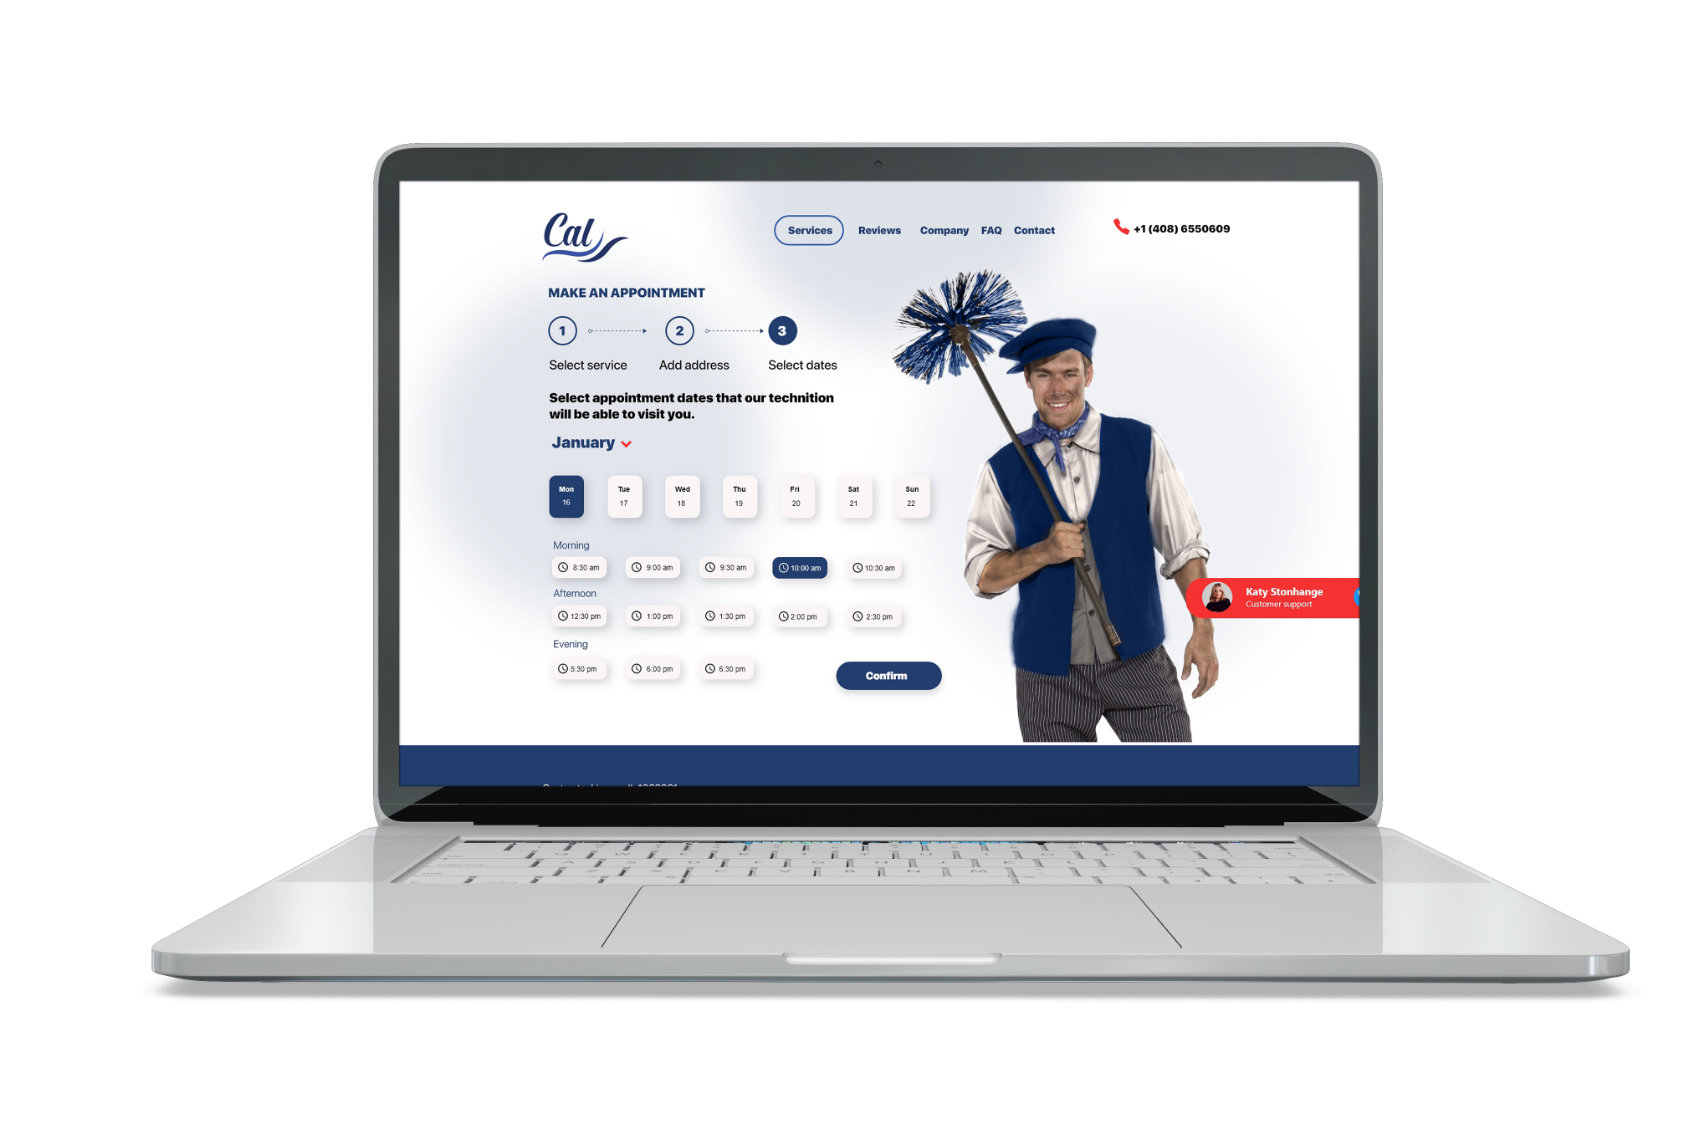 Cal
Services Reviews Company FAQ Contact
+1 (408) 6550609
MAKE AN APPOINTMENT
1 2 3
Select service Add address Select dates
Select appointment dates that our technition
will be able to visit you.
January
Mon Tue Wed Thu Fri Sat Sun
16 17 18 19 20 21 22
Morning
8:30 am 9:00 am 9:30 am 10:00 am 10:30 am
Afternoon
12:30 pm 1:00 pm 1:30 pm 2:00 pm 2:30 pm
Evening
5:30 pm 6:00 pm 6:30 pm
Confirm
Katy Stonhange
Customer support